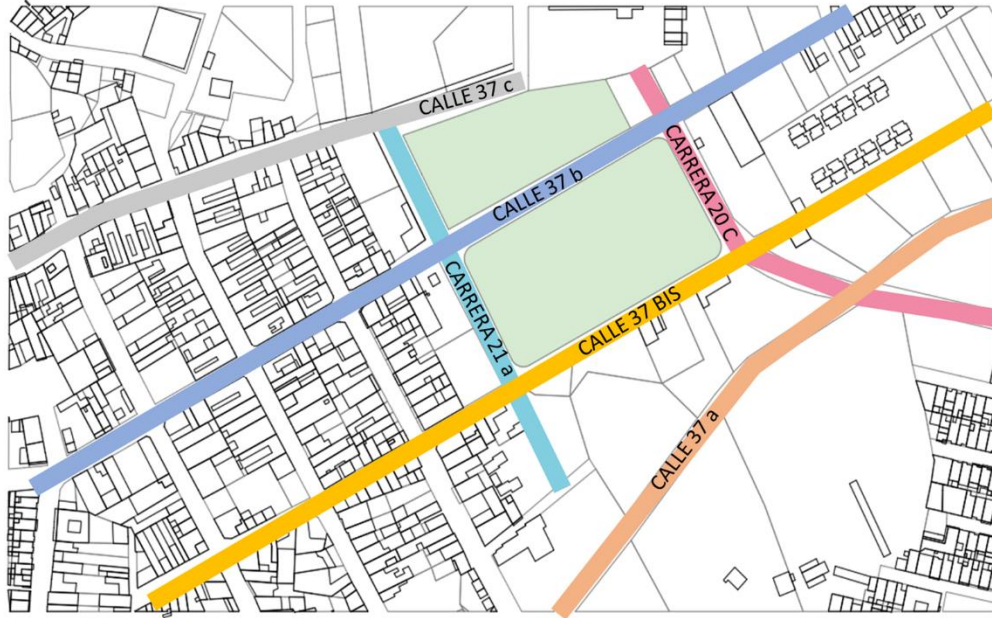 CALLE 37 c
CALLE 37 b
CARRERA 20 C
CARRERA 21 a
CALLE 37 BIS
CALLE 37 a